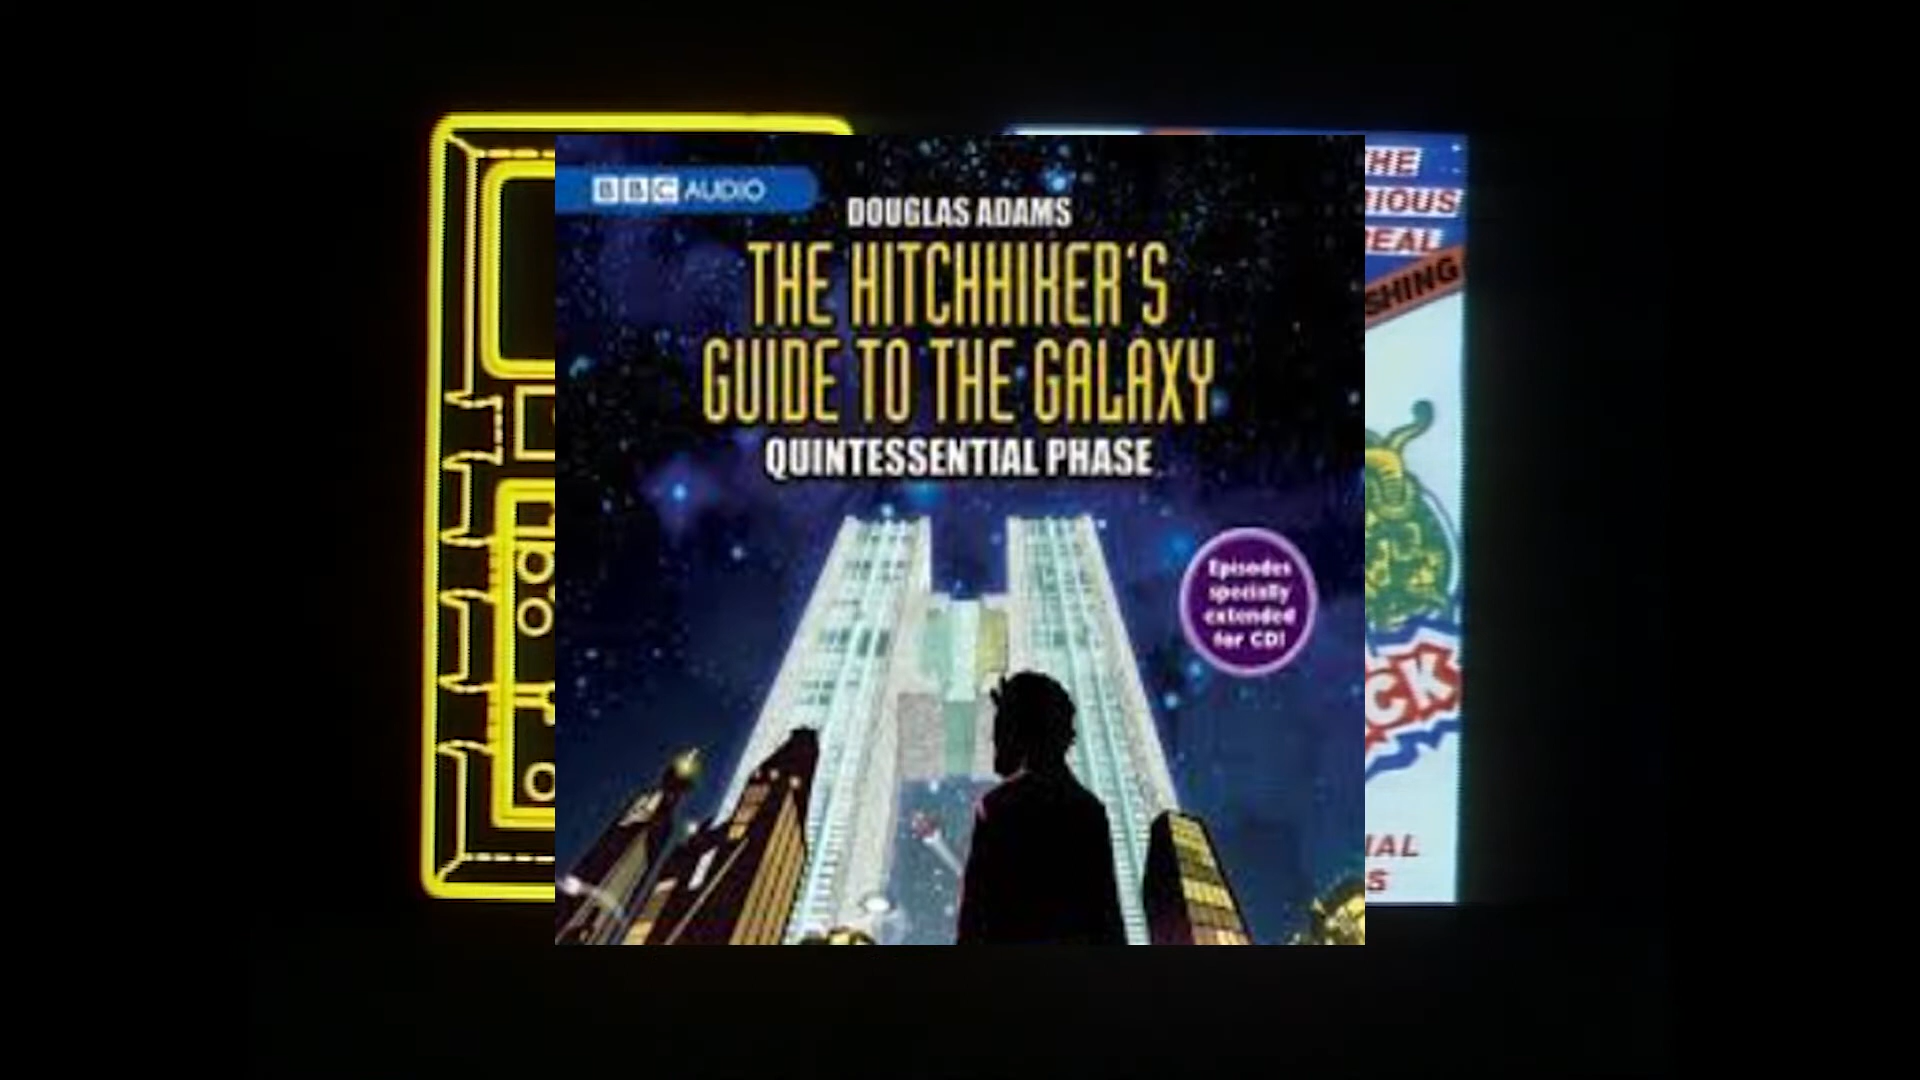 BBC AUDIO
DOUGLAS ADAMS
THE HITCHHIKER'S
GUIDE TO THE GALAXY
QUINTESSENTIAL PHASE
Episodes
specially
extended
for CD!